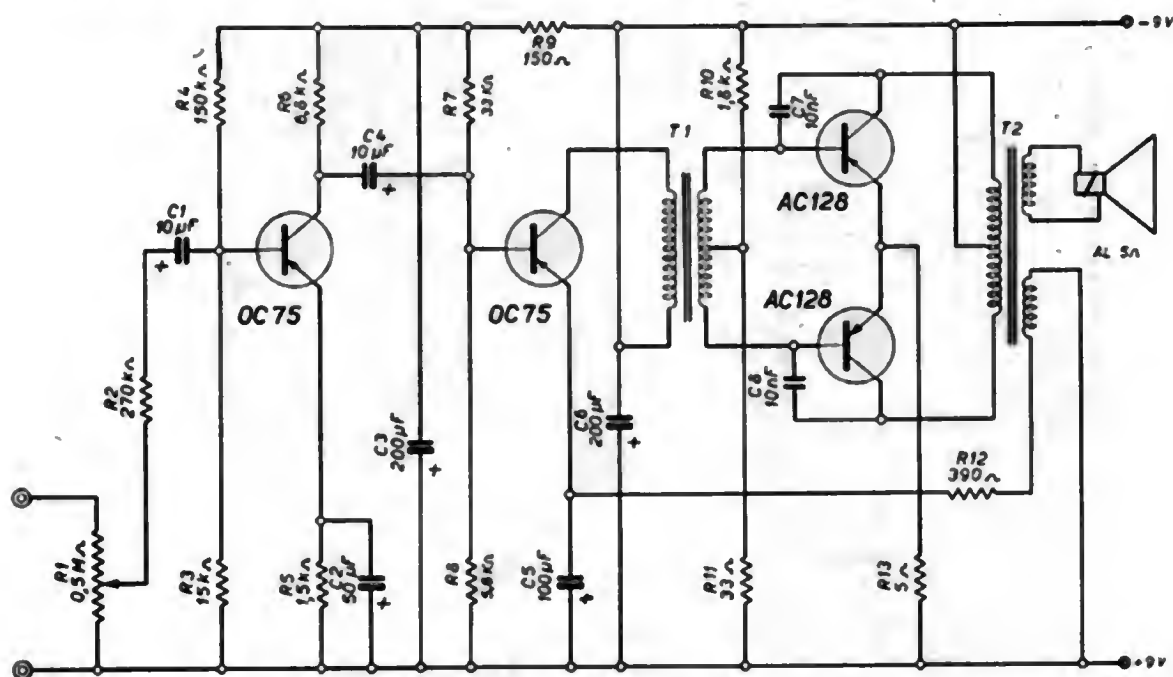 -9V
R9
150Ω
R4
150kΩ
R6
6,8kΩ
R7
33KΩ
R10
1,8kΩ
C7
10nF
T1
T2
C4
10µF
+
AC128
C1
10µF
+
AL 5Ω
OC75
OC75
AC128
R2
270kΩ
C8
10nF
C3
200µF
+
C6
200µF
+
R12
390Ω
R1
0,5MΩ
R3
15kΩ
R5
1,5kΩ
C2
50µF
+
R8
C5
100µF
+
R11
33Ω
R13
5Ω
+9V